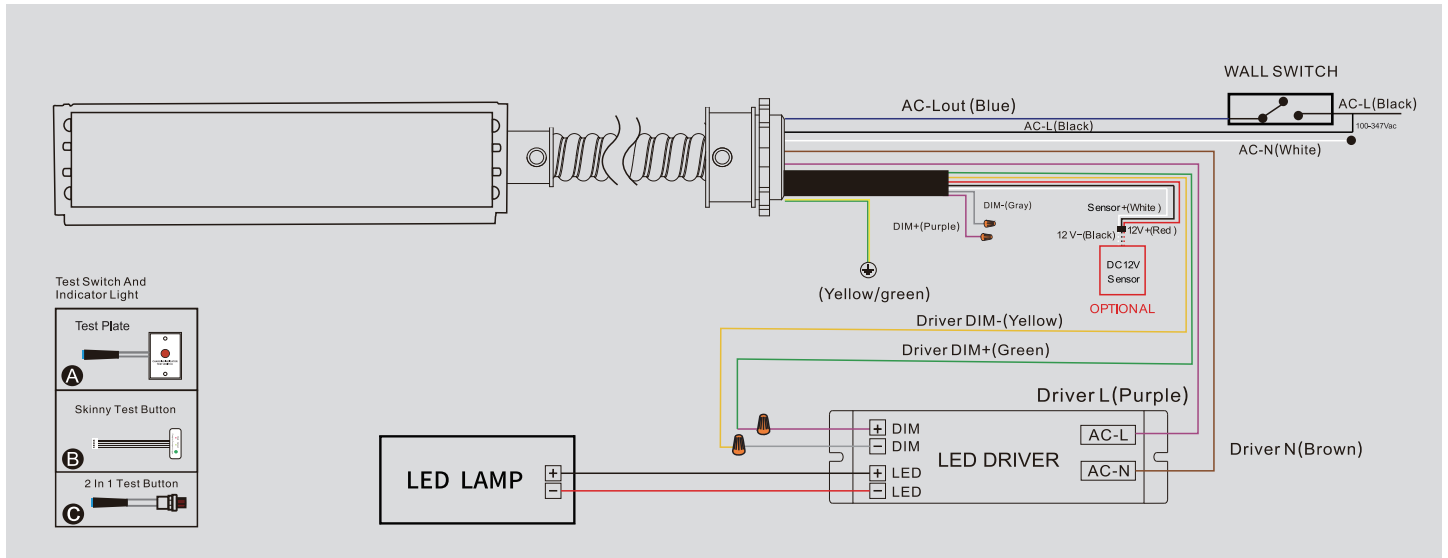 WALL SWITCH
AC-Lout (Blue)
AC-L(Black)
AC-L(Black)
100-347Vac
AC-N(White)
DIM-(Gray)
DIM+(Purple)
Sensor+(White )
12 V-(Black)
12V+(Red )
DC12V
Sensor
OPTIONAL
(Yellow/green)
Driver DIM-(Yellow)
Driver DIM+(Green)
Driver L(Purple)
Driver N(Brown)
Test Switch And
Indicator Light
Test Plate
A
Skinny Test Button
B
2 In 1 Test Button
C
LED LAMP
+
−
+ DIM
− DIM
+ LED
− LED
LED DRIVER
AC-L
AC-N